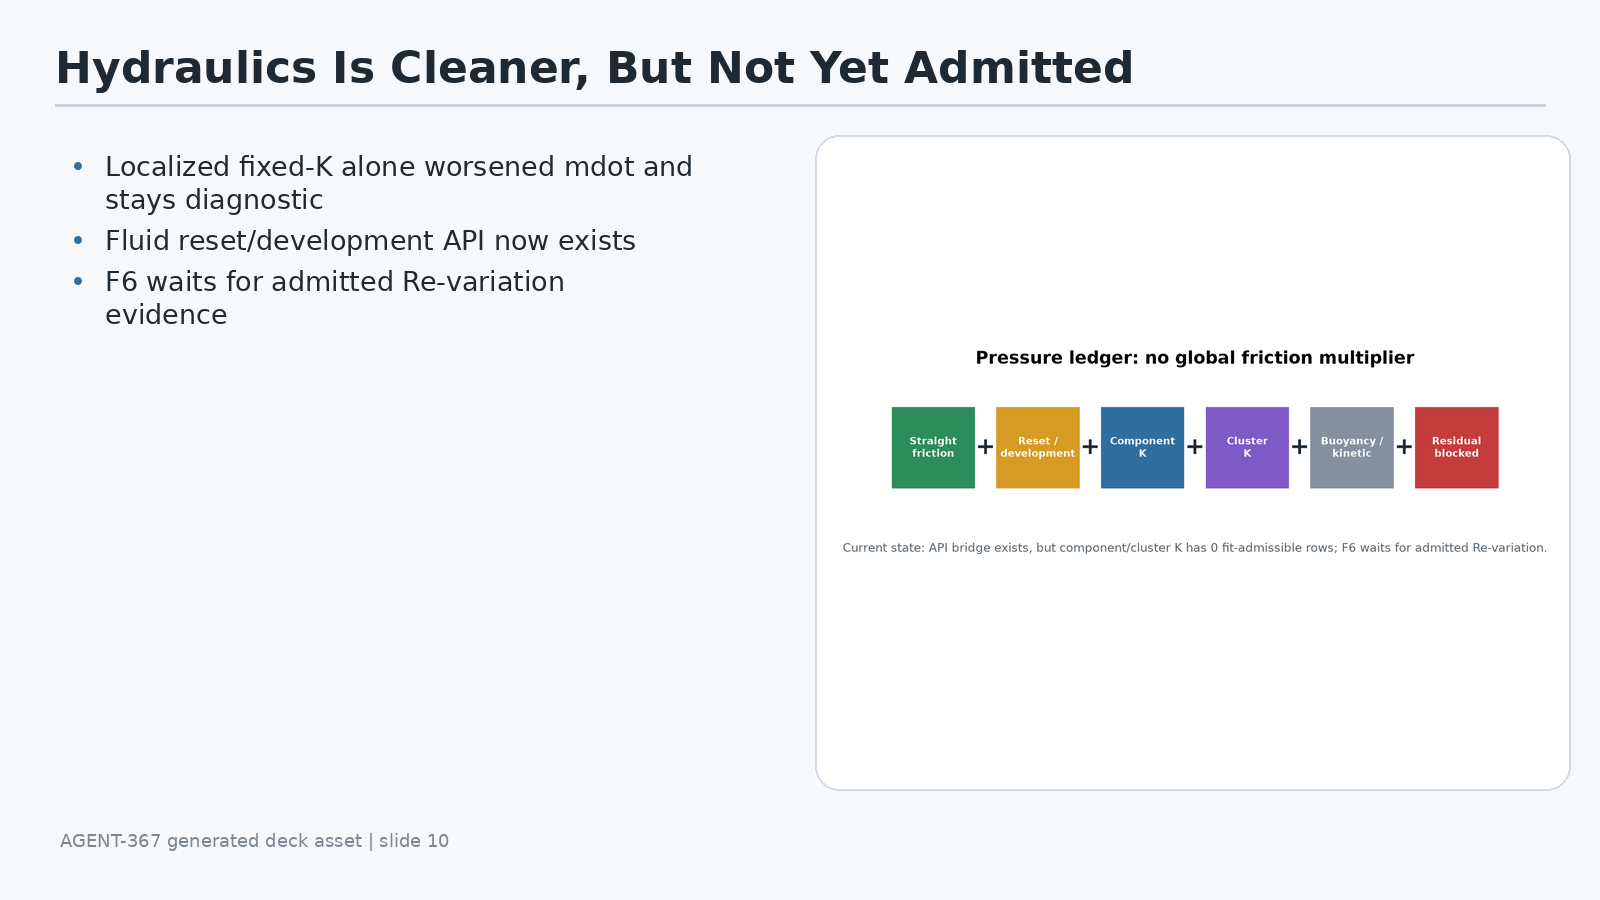 Hydraulics Is Cleaner, But Not Yet Admitted
• Localized fixed-K alone worsened mdot and
stays diagnostic
• Fluid reset/development API now exists
• F6 waits for admitted Re-variation
evidence
Pressure ledger: no global friction multiplier
Straight
friction
+
Reset /
development
+
Component
K
+
Cluster
K
+
Buoyancy /
kinetic
+
Residual
blocked
Current state: API bridge exists, but component/cluster K has 0 fit-admissible rows; F6 waits for admitted Re-variation.
AGENT-367 generated deck asset | slide 10